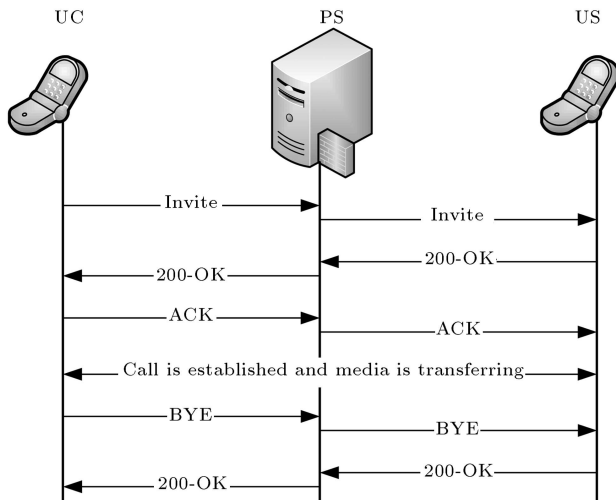 UC
PS
US
Invite
Invite
200-OK
200-OK
ACK
ACK
Call is established and media is transferring
BYE
BYE
200-OK
200-OK